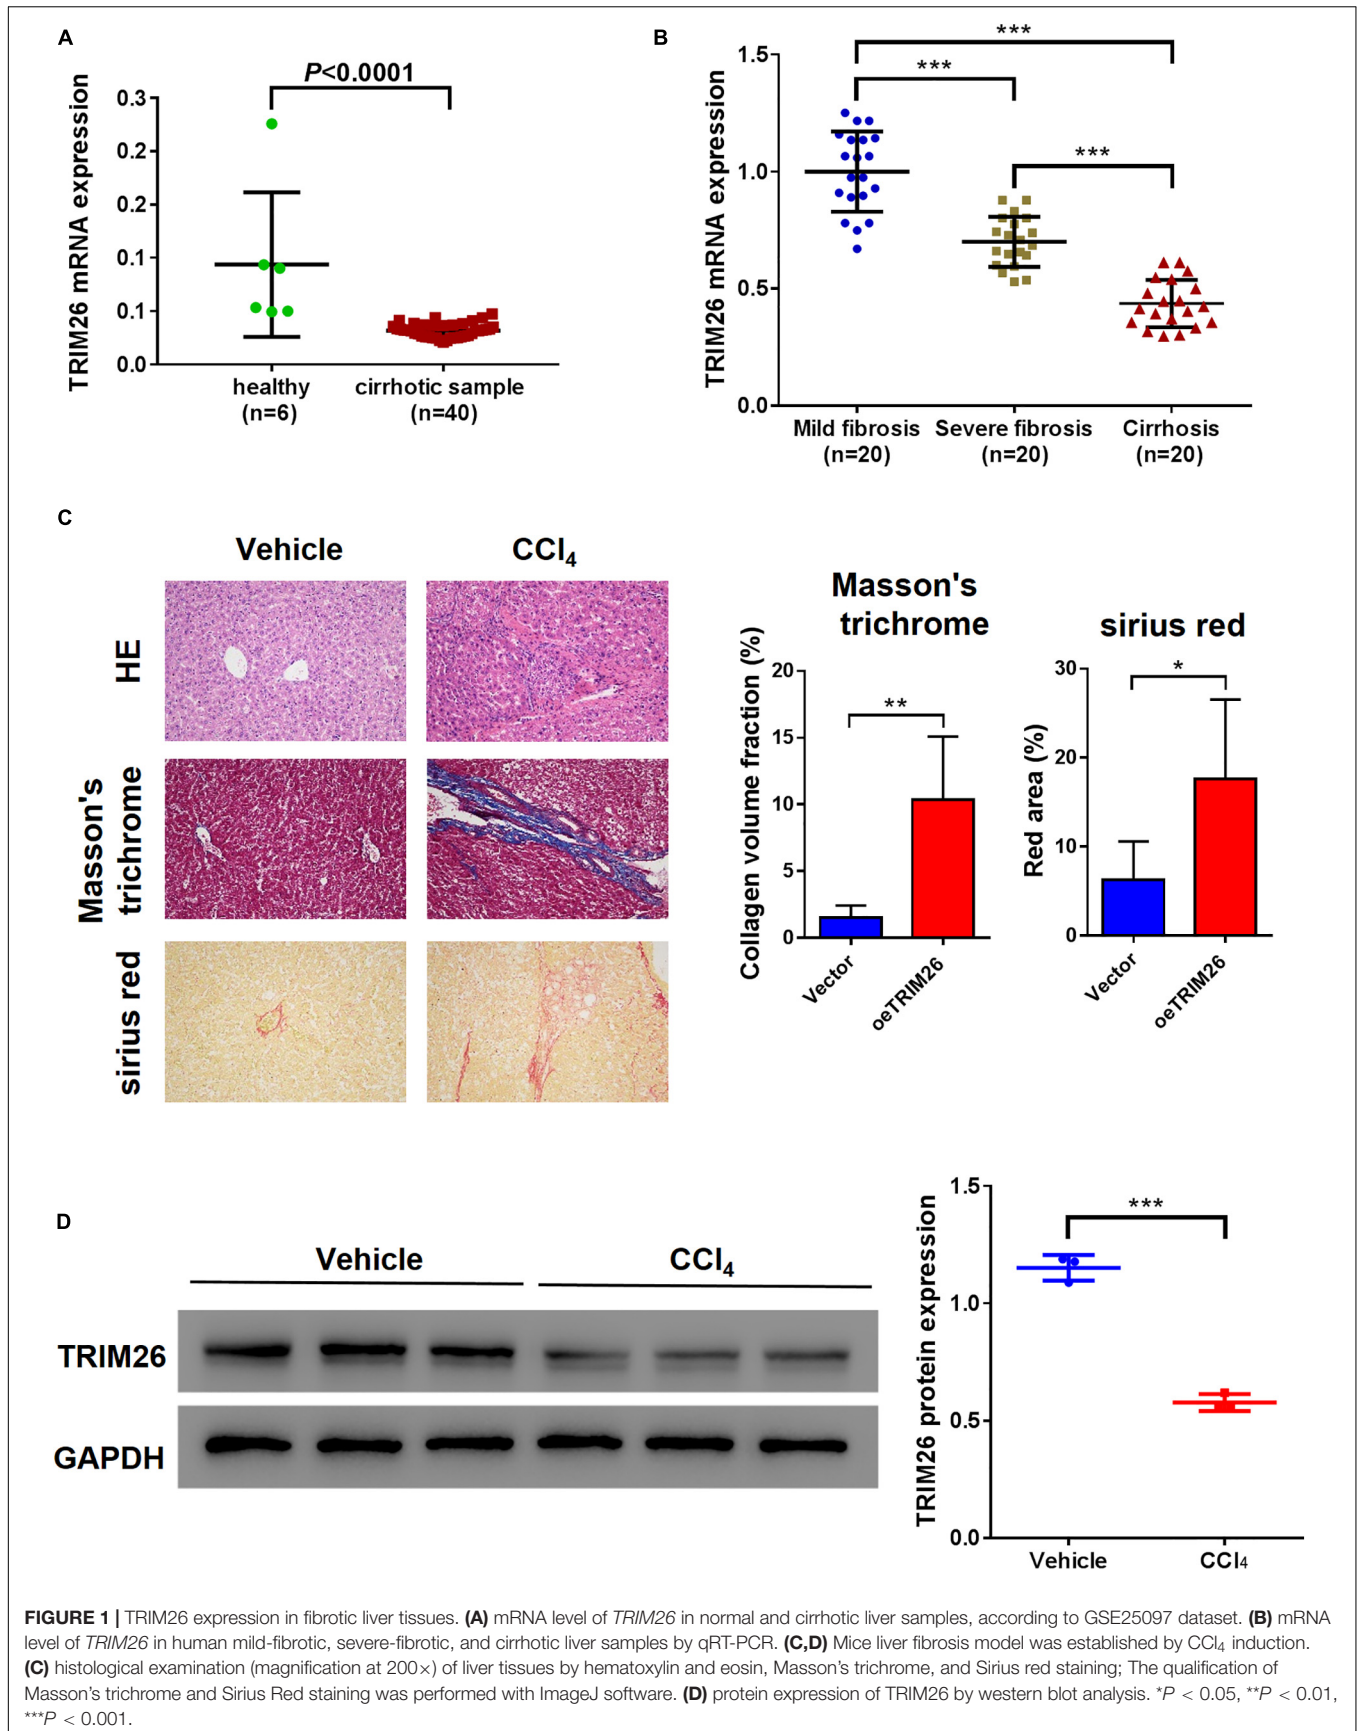 A
P<0.0001
TRIM26 mRNA expression
0.3
0.2
0.2
0.1
0.1
0.0
healthy
(n=6)
cirrhotic sample
(n=40)
B
***
***
***
TRIM26 mRNA expression
1.5
1.0
0.5
0.0
Mild fibrosis
(n=20)
Severe fibrosis
(n=20)
Cirrhosis
(n=20)
C
Vehicle
CCl4
HE
Masson's
trichrome
sirius red
Masson's
trichrome
Collagen volume fraction (%)
20
15
10
5
0
**
Vector
oeTRIM26
sirius red
Red area (%)
30
20
10
0
*
Vector
oeTRIM26
D
Vehicle
CCl4
TRIM26
GAPDH
TRIM26 protein expression
1.5
1.0
0.5
0.0
***
Vehicle
CCl4
FIGURE 1 | TRIM26 expression in fibrotic liver tissues. (A) mRNA level of TRIM26 in normal and cirrhotic liver samples, according to GSE25097 dataset. (B) mRNA
level of TRIM26 in human mild-fibrotic, severe-fibrotic, and cirrhotic liver samples by qRT-PCR. (C,D) Mice liver fibrosis model was established by CCl4 induction.
(C) histological examination (magnification at 200×) of liver tissues by hematoxylin and eosin, Masson's trichrome, and Sirius red staining; The qualification of
Masson's trichrome and Sirius Red staining was performed with ImageJ software. (D) protein expression of TRIM26 by western blot analysis. *P < 0.05, **P < 0.01,
***P < 0.001.